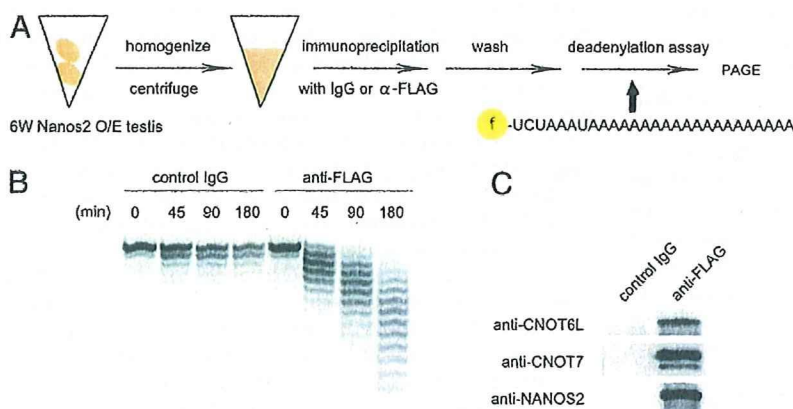 A
homogenize
centrifuge
immunoprecipitation
with IgG or α-FLAG
wash
deadenylation assay
PAGE
6W Nanos2 O/E testis
f -UCUAAAUAAAAAAAAAAAAAAAAAAAA
B
control IgG anti-FLAG
(min) 0 45 90 180 0 45 90 180
C
control IgG
anti-FLAG
anti-CNOT6L
anti-CNOT7
anti-NANOS2